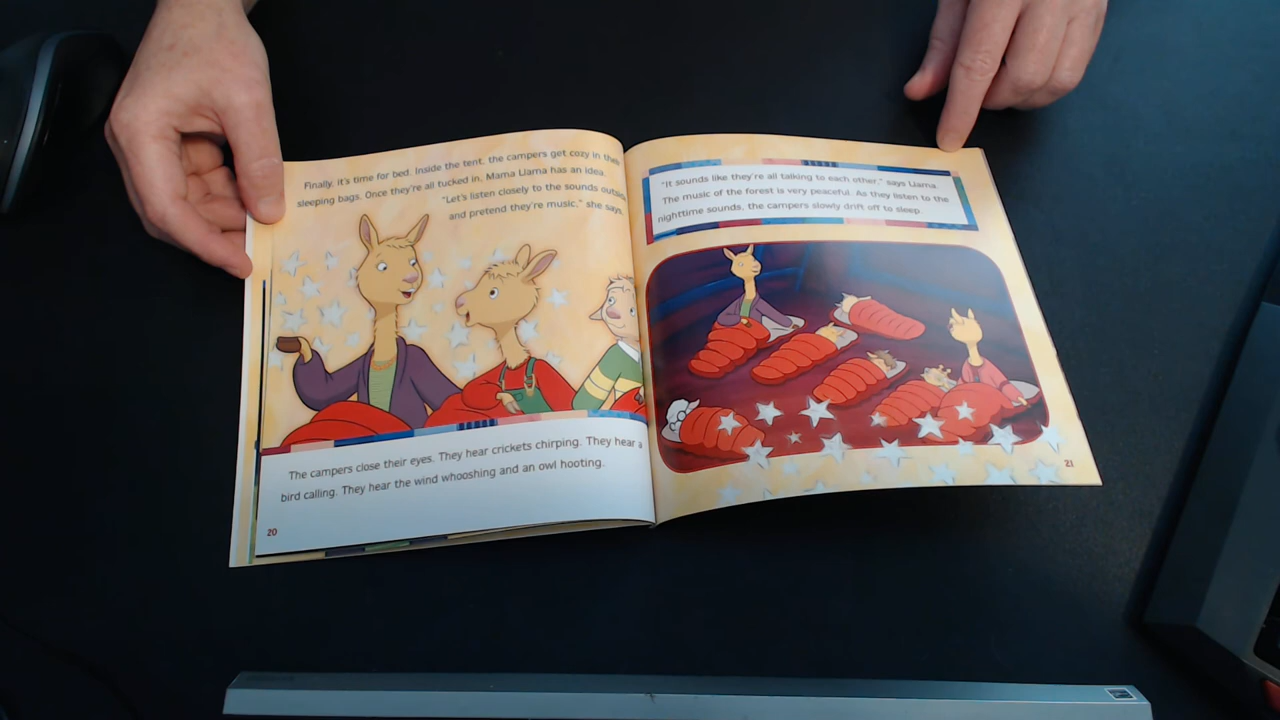 Finally, it's time for bed. Inside the tent, the campers get cozy in their
sleeping bags. Once they're all tucked in, Mama Llama has an idea.
"Let's listen closely to the sounds outside
and pretend they're music," she says.
The campers close their eyes. They hear crickets chirping. They hear a
bird calling. They hear the wind whooshing and an owl hooting.
20
"It sounds like they're all talking to each other," says Llama.
The music of the forest is very peaceful. As they listen to the
nighttime sounds, the campers slowly drift off to sleep.
21